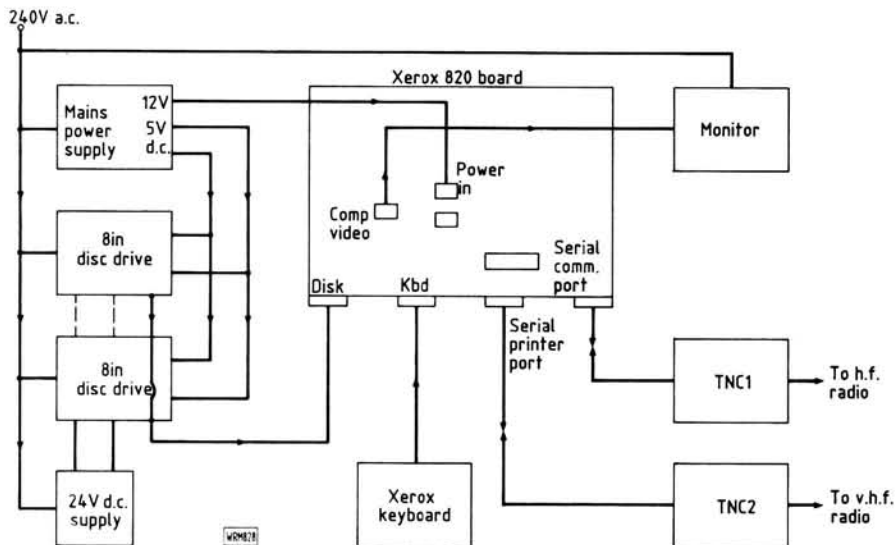 240V a.c.
Xerox 820 board
Mains
power
supply
12V
5V
d.c.
Monitor
Power
in
Comp
video
8in
disc drive
Serial
comm.
port
Disk
Kbd
Serial
printer
port
8in
disc drive
TNC1
To h.f.
radio
24V d.c.
supply
Xerox
keyboard
TNC2
To v.h.f.
radio
WRM828